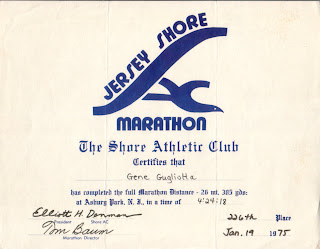 JERSEY SHORE
MARATHON
The Shore Athletic Club
Certifies that
Gene Gugliotta
has completed the full Marathon Distance - 26 mi. 385 yds:
at Asbury Park, N. J., in a time of 4:24:18
Elliott H. Denman 226th Place
President Shore AC
Tom Baum Jan. 19 1975
Marathon Director